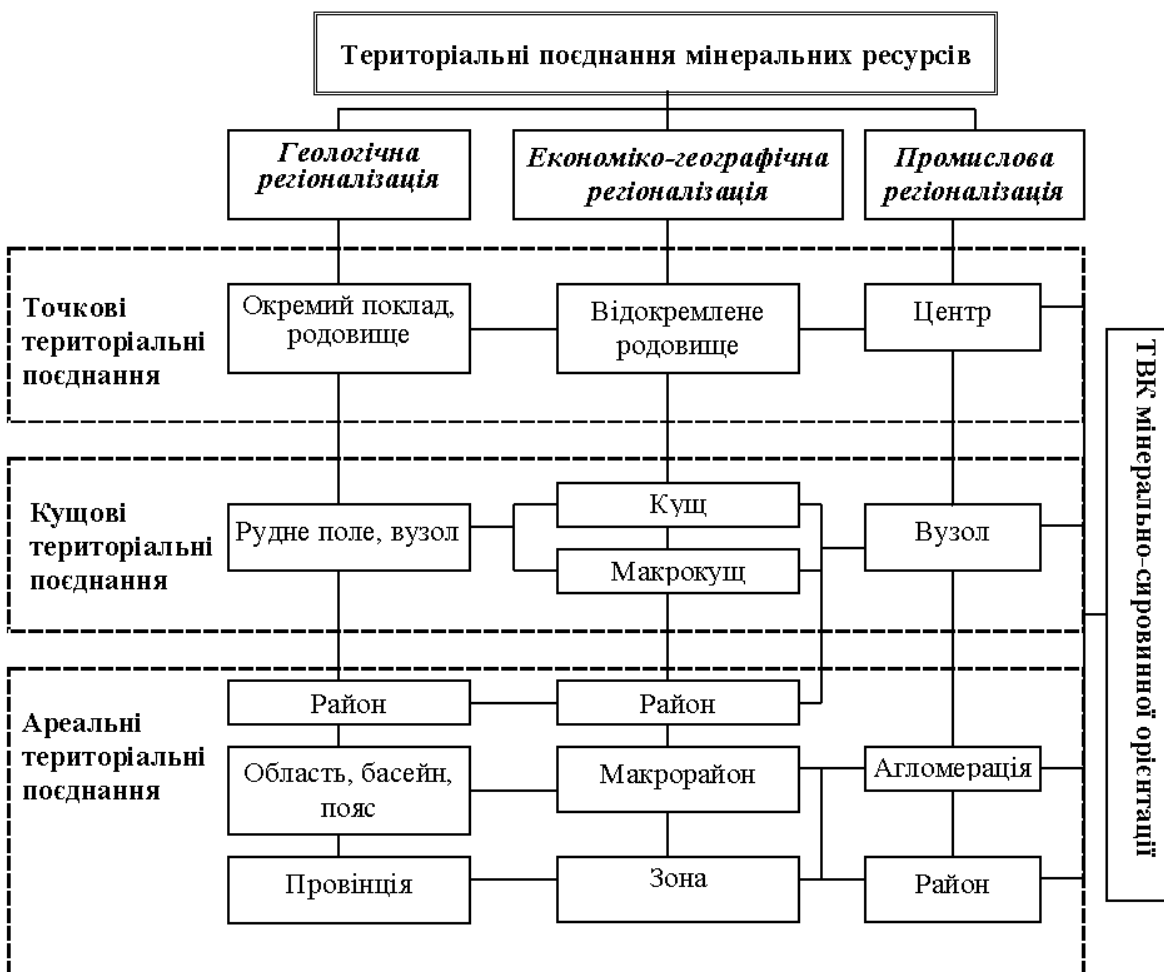 Територіальні поєднання мінеральних ресурсів
Геологічна
регіоналізація
Економіко-географічна
регіоналізація
Промислова
регіоналізація
Точкові
територіальні
поєднання
Окремий поклад,
родовище
Відокремлене
родовище
Центр
Кущові
територіальні
поєднання
Рудне поле, вузол
Кущ
Макрокущ
Вузол
Ареальні
територіальні
поєднання
Район
Район
Область, басейн,
пояс
Макрорайон
Агломерація
Провінція
Зона
Район
ТВК мінерально-сировинної орієнтації